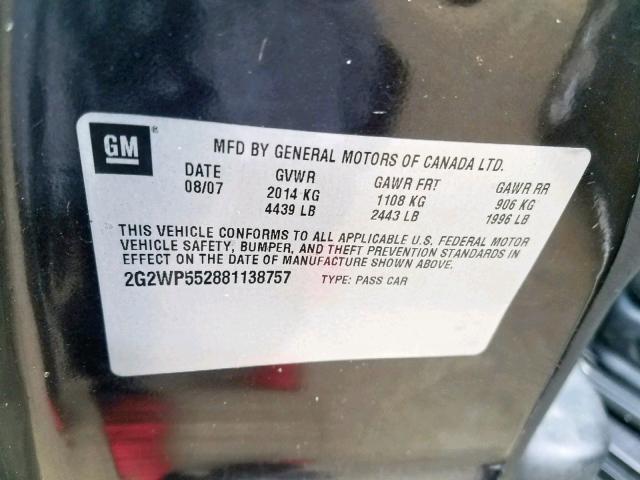 GM ®
MFD BY GENERAL MOTORS OF CANADA LTD.
DATE GVWR GAWR FRT GAWR RR
08/07 2014 KG 1108 KG 906 KG
4439 LB 2443 LB 1996 LB
THIS VEHICLE CONFORMS TO ALL APPLICABLE U.S. FEDERAL MOTOR
VEHICLE SAFETY, BUMPER, AND THEFT PREVENTION STANDARDS IN
EFFECT ON THE DATE OF MANUFACTURE SHOWN ABOVE.
2G2WP552881138757 TYPE: PASS CAR